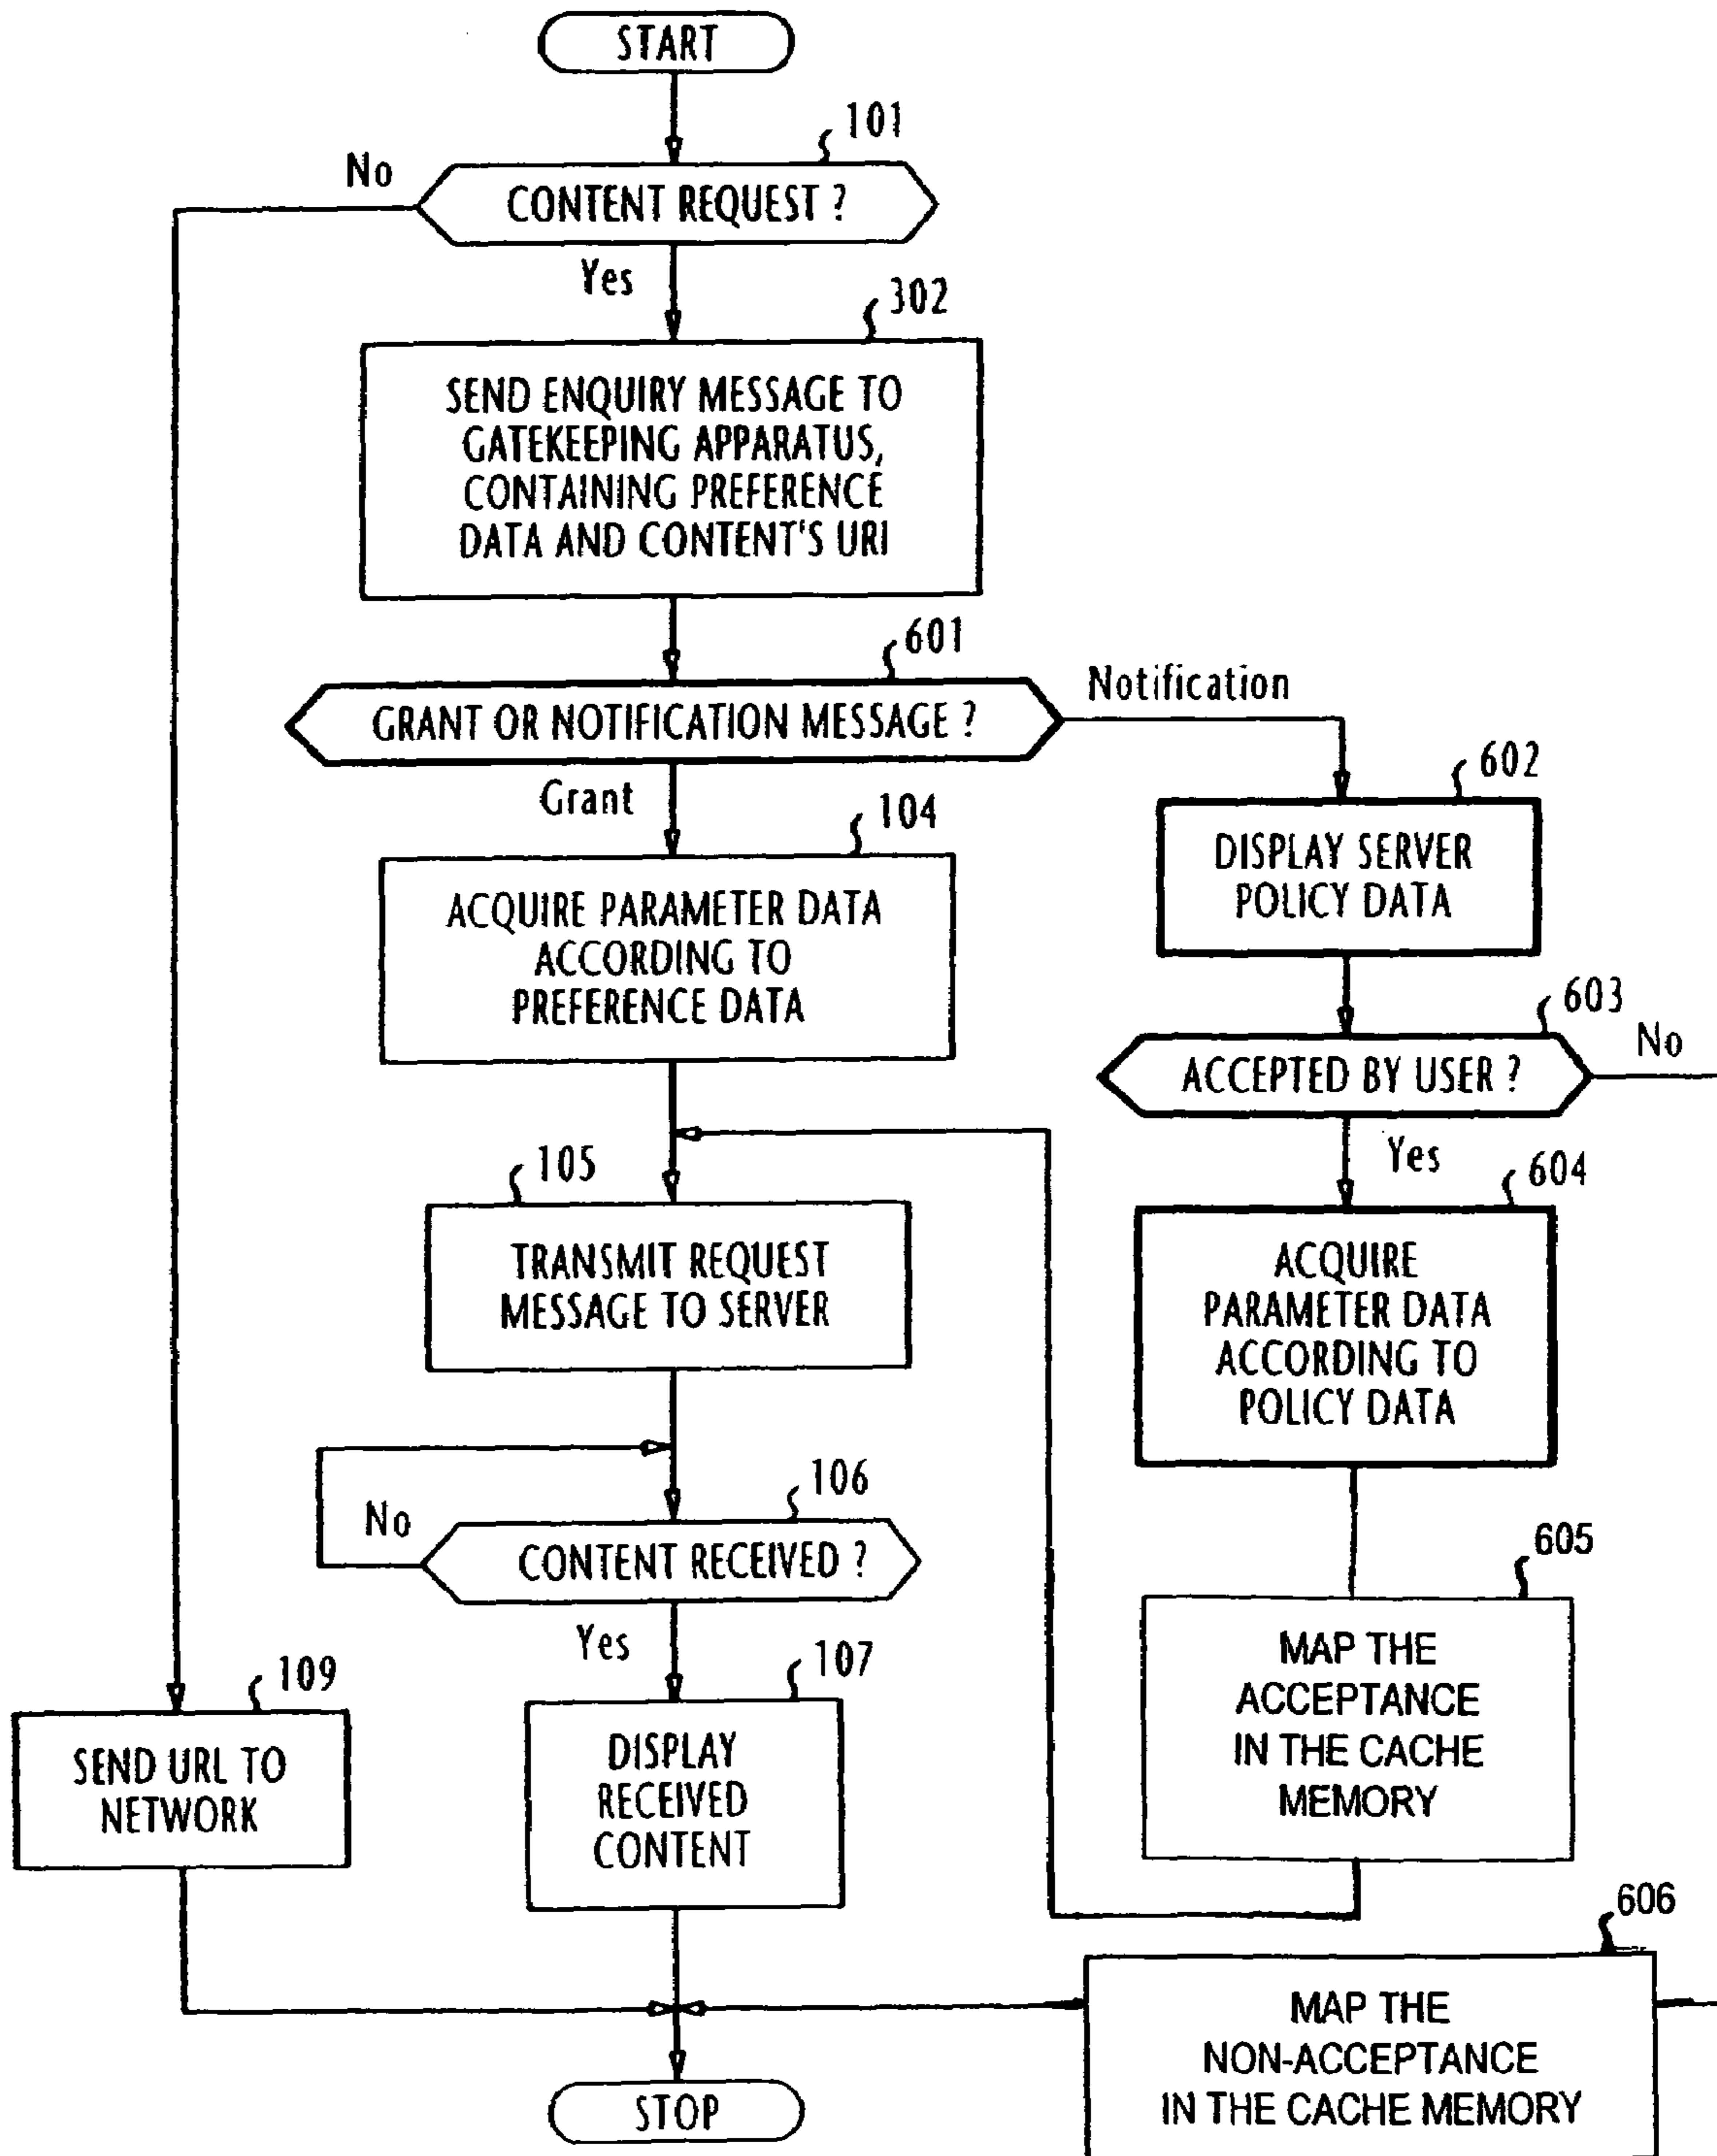 START
101
No
CONTENT REQUEST ?
Yes
302
SEND ENQUIRY MESSAGE TO
GATEKEEPING APPARATUS,
CONTAINING PREFERENCE
DATA AND CONTENT'S URI
601
Notification
GRANT OR NOTIFICATION MESSAGE ?
Grant
602
DISPLAY SERVER
POLICY DATA
104
ACQUIRE PARAMETER DATA
ACCORDING TO
PREFERENCE DATA
603
No
ACCEPTED BY USER ?
Yes
604
ACQUIRE
PARAMETER DATA
ACCORDING TO
POLICY DATA
105
TRANSMIT REQUEST
MESSAGE TO SERVER
106
No
CONTENT RECEIVED ?
Yes
605
MAP THE
ACCEPTANCE
IN THE CACHE
MEMORY
107
DISPLAY
RECEIVED
CONTENT
109
SEND URL TO
NETWORK
606
MAP THE
NON-ACCEPTANCE
IN THE CACHE MEMORY
STOP